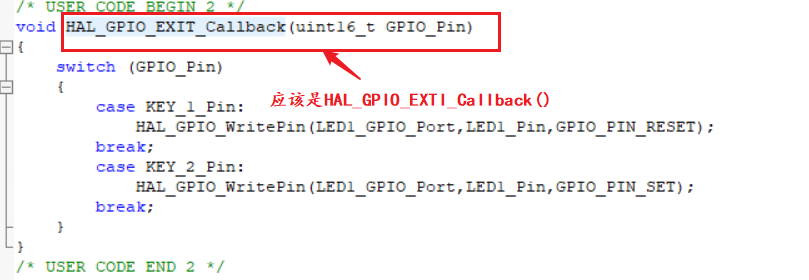 /* USER CODE BEGIN 2 */
void HAL_GPIO_EXIT_Callback(uint16_t GPIO_Pin)
{
switch (GPIO_Pin)
{
应该是HAL_GPIO_EXTI_Callback()
case KEY_1_Pin:
HAL_GPIO_WritePin(LED1_GPIO_Port,LED1_Pin,GPIO_PIN_RESET);
break;
case KEY_2_Pin:
HAL_GPIO_WritePin(LED1_GPIO_Port,LED1_Pin,GPIO_PIN_SET);
break;
}
}
/* USER CODE END 2 */